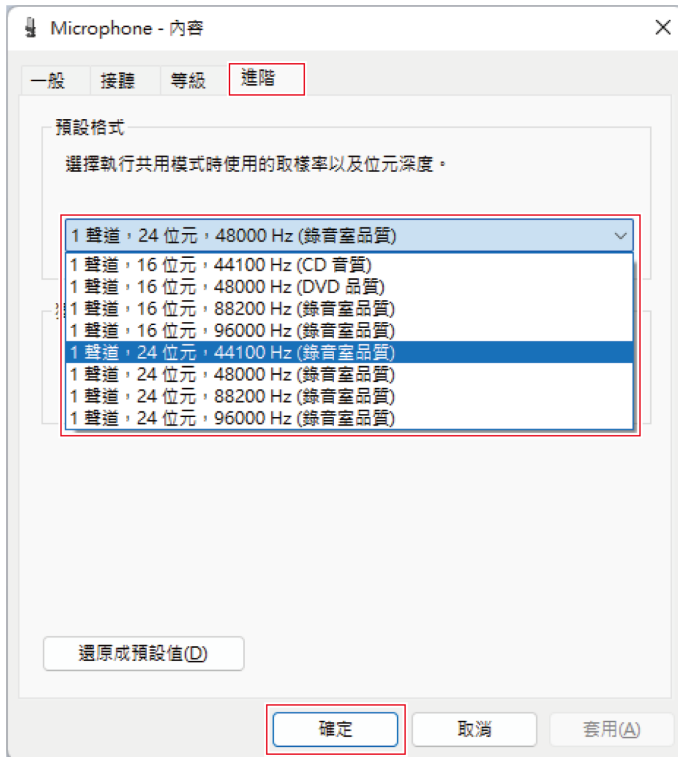 Microphone - 內容
一般 接聽 等級 進階
預設格式
選擇執行共用模式時使用的取樣率以及位元深度。
1 聲道，24 位元，48000 Hz (錄音室品質)
1 聲道，16 位元，44100 Hz (CD 音質)
1 聲道，16 位元，48000 Hz (DVD 品質)
1 聲道，16 位元，88200 Hz (錄音室品質)
1 聲道，16 位元，96000 Hz (錄音室品質)
1 聲道，24 位元，44100 Hz (錄音室品質)
1 聲道，24 位元，48000 Hz (錄音室品質)
1 聲道，24 位元，88200 Hz (錄音室品質)
1 聲道，24 位元，96000 Hz (錄音室品質)
還原成預設值(D)
確定 取消 套用(A)